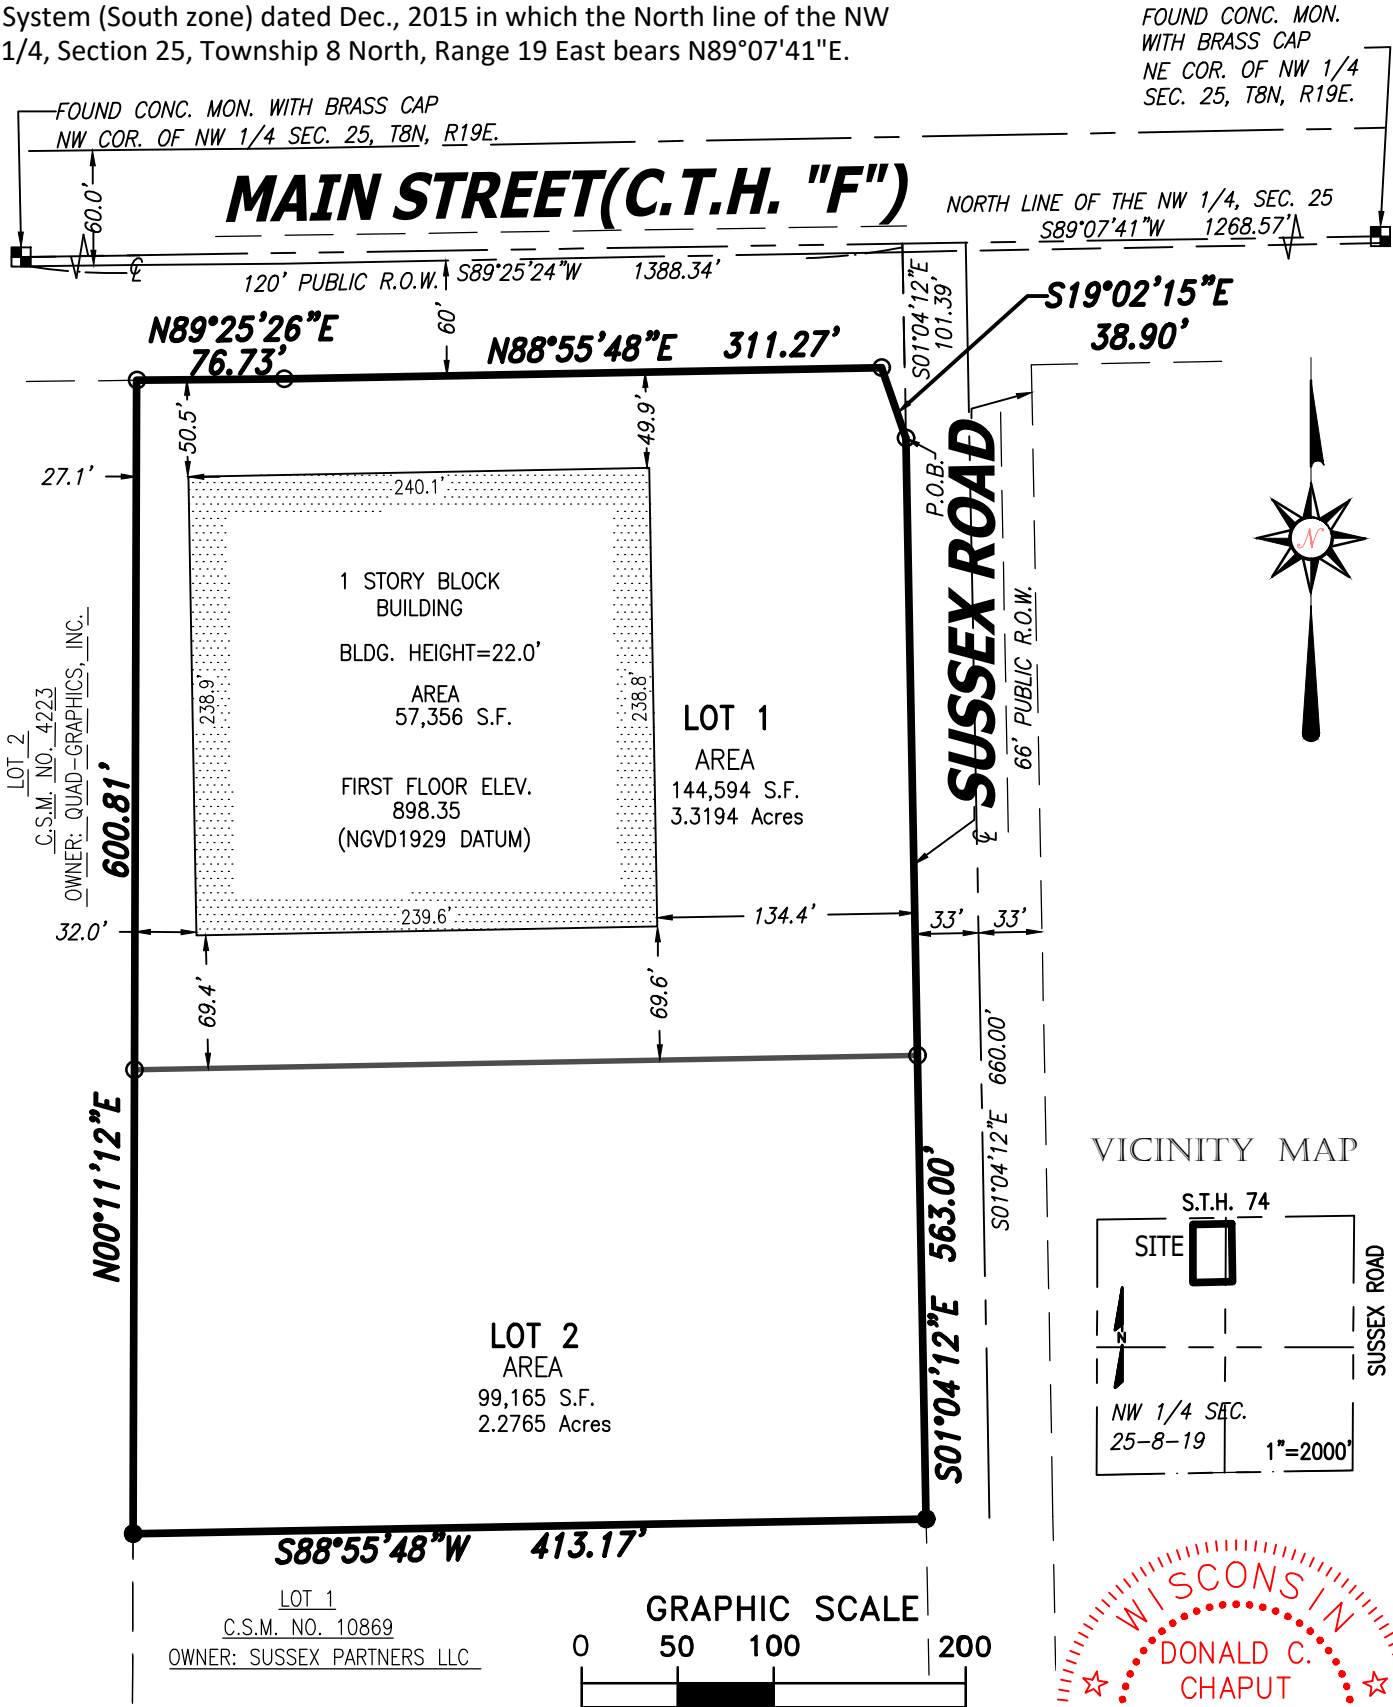 System (South zone) dated Dec., 2015 in which the North line of the NW
1/4, Section 25, Township 8 North, Range 19 East bears N89°07'41"E.
FOUND CONC. MON.
WITH BRASS CAP
NE COR. OF NW 1/4
SEC. 25, T8N, R19E.
FOUND CONC. MON. WITH BRASS CAP
NW COR. OF NW 1/4 SEC. 25, T8N, R19E.
60.0'
MAIN STREET(C.T.H. "F")
NORTH LINE OF THE NW 1/4, SEC. 25
S89°07'41"W 1268.57'
120' PUBLIC R.O.W.
S89°25'24"W 1388.34'
60'
S01°04'12"E
101.39'
S19°02'15"E
38.90'
N89°25'26"E
76.73'
N88°55'48"E 311.27'
50.5'
49.9'
27.1'
240.1'
P.O.B.
SUSSEX ROAD
66' PUBLIC R.O.W.
N
1 STORY BLOCK
BUILDING
BLDG. HEIGHT=22.0'
AREA
57,356 S.F.
FIRST FLOOR ELEV.
898.35
(NGVD1929 DATUM)
238.9'
238.8'
239.6'
LOT 1
AREA
144,594 S.F.
3.3194 Acres
LOT 2
C.S.M. NO. 4223
OWNER: QUAD-GRAPHICS, INC.
600.81'
32.0'
134.4'
33'
33'
69.4'
69.6'
S01°04'12"E 660.00'
N00°11'12"E
S01°04'12"E 563.00'
LOT 2
AREA
99,165 S.F.
2.2765 Acres
S88°55'48"W 413.17'
LOT 1
C.S.M. NO. 10869
OWNER: SUSSEX PARTNERS LLC
GRAPHIC SCALE
0 50 100 200
VICINITY MAP
S.T.H. 74
SITE
SUSSEX ROAD
N
NW 1/4 SEC.
25-8-19
1"=2000'
WISCONSIN
DONALD C.
CHAPUT